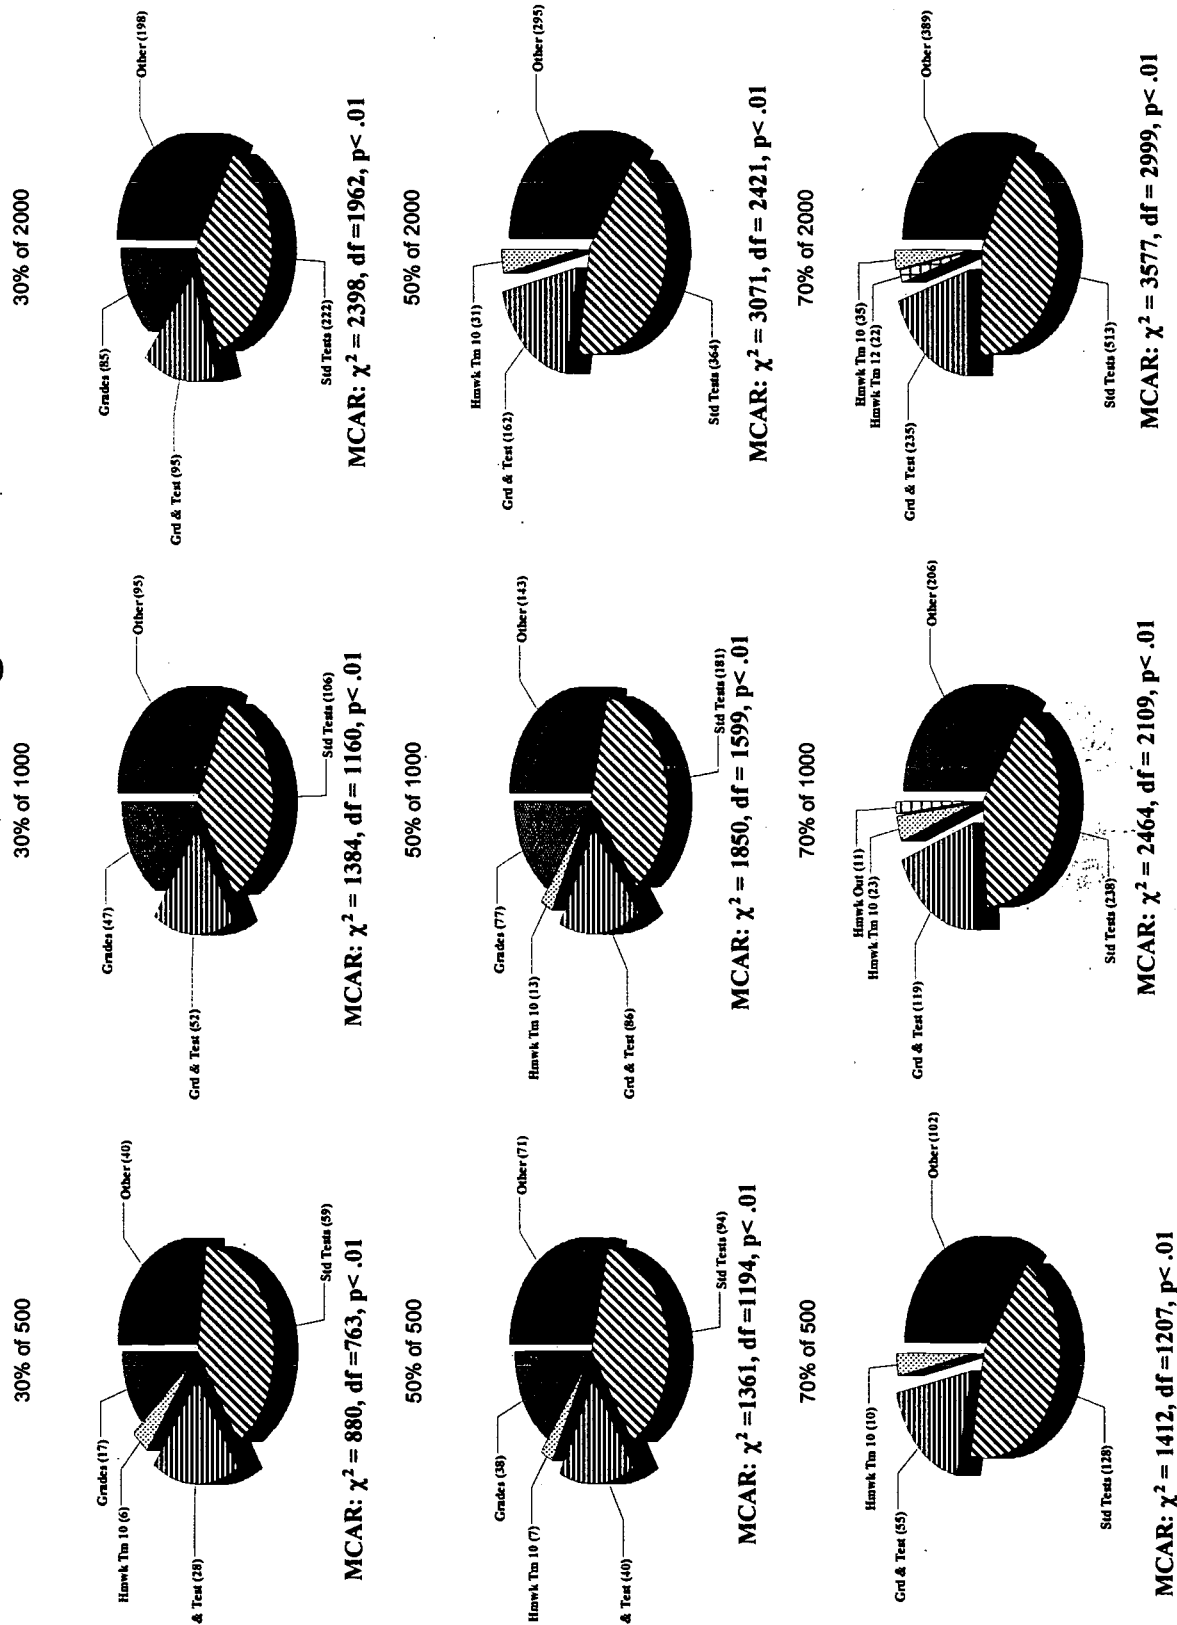 30% of 500
Other (40)
Grades (17)
Hmwk Tm 10 (6)
& Test (28)
Std Tests (59)
MCAR: χ² = 880, df =763, p< .01
30% of 1000
Other (95)
Grades (47)
Grd & Test (52)
Std Tests (106)
MCAR: χ² = 1384, df = 1160, p< .01
30% of 2000
Other (198)
Grades (85)
Grd & Test (95)
Std Tests (222)
MCAR: χ² = 2398, df =1962, p< .01
50% of 500
Other (71)
Grades (38)
Hmwk Tm 10 (7)
& Test (40)
Std Tests (94)
MCAR: χ² =1361, df =1194, p< .01
50% of 1000
Other (143)
Grades (77)
Hmwk Tm 10 (13)
Grd & Test (86)
Std Tests (181)
MCAR: χ² = 1850, df = 1599, p< .01
50% of 2000
Other (295)
Hmwk Tm 10 (31)
Grd & Test (162)
Std Tests (364)
MCAR: χ² = 3071, df = 2421, p< .01
70% of 500
Other (102)
Hmwk Tm 10 (10)
Grd & Test (55)
Std Tests (128)
MCAR: χ² = 1412, df =1207, p< .01
70% of 1000
Other (206)
Hmwk Out (11)
Hmwk Tm 10 (23)
Grd & Test (119)
Std Tests (238)
MCAR: χ² = 2464, df = 2109, p< .01
70% of 2000
Other (389)
Hmwk Tm 10 (35)
Hmwk Tm 12 (22)
Grd & Test (235)
Std Tests (513)
MCAR: χ² = 3577, df = 2999, p< .01